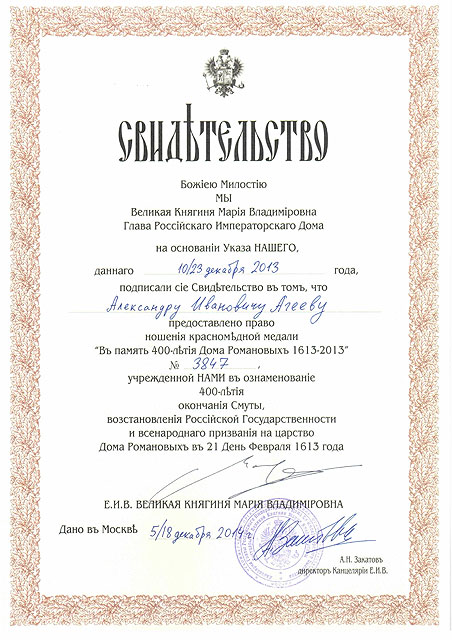 СВИДѢТЕЛЬСТВО
Божіею Милостію
МЫ
Великая Княгиня Марія Владиміровна
Глава Россійскаго Императорскаго Дома
на основаніи Указа НАШЕГО,
даннаго 10/23 декабря 2013 года,
подписали сіе Свидѣтельство въ томъ, что
Александру Ивановичу Агееву
предоставлено право
ношенія красномѣдной медали
"Въ память 400-лѣтія Дома Романовыхъ 1613-2013"
№ 3847 ,
учрежденной НАМИ въ ознаменованіе
400-лѣтія
окончанія Смуты,
возстановленія Россійской Государственности
и всенароднаго призванія на царство
Дома Романовыхъ въ 21 День Февраля 1613 года
Е.И.В. ВЕЛИКАЯ КНЯГИНЯ МАРІЯ ВЛАДИМІРОВНА
Дано въ Москвѣ 5/18 декабря 2014 г.
А.Н. Закатовъ
директоръ Канцеляріи Е.И.В.